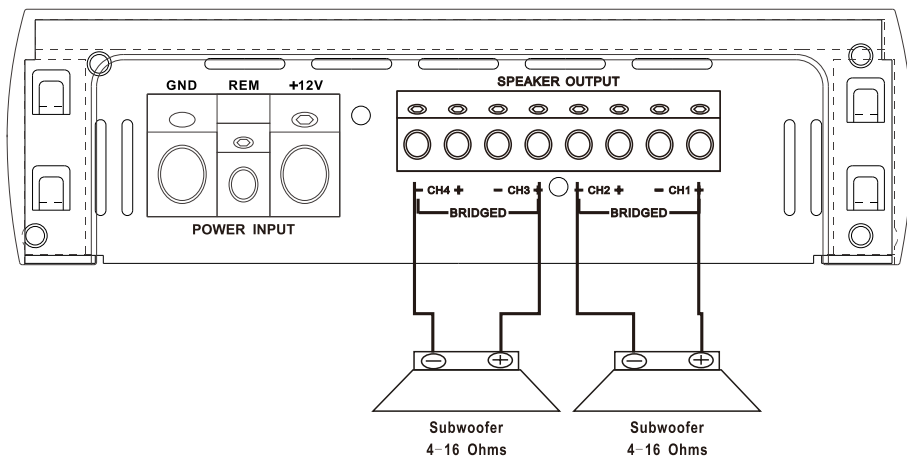 SPEAKER OUTPUT
GND REM +12V
- CH4 + - CH3 + - CH2 + - CH1 +
BRIDGED BRIDGED
POWER INPUT
- + - +
Subwoofer Subwoofer
4-16 Ohms 4-16 Ohms